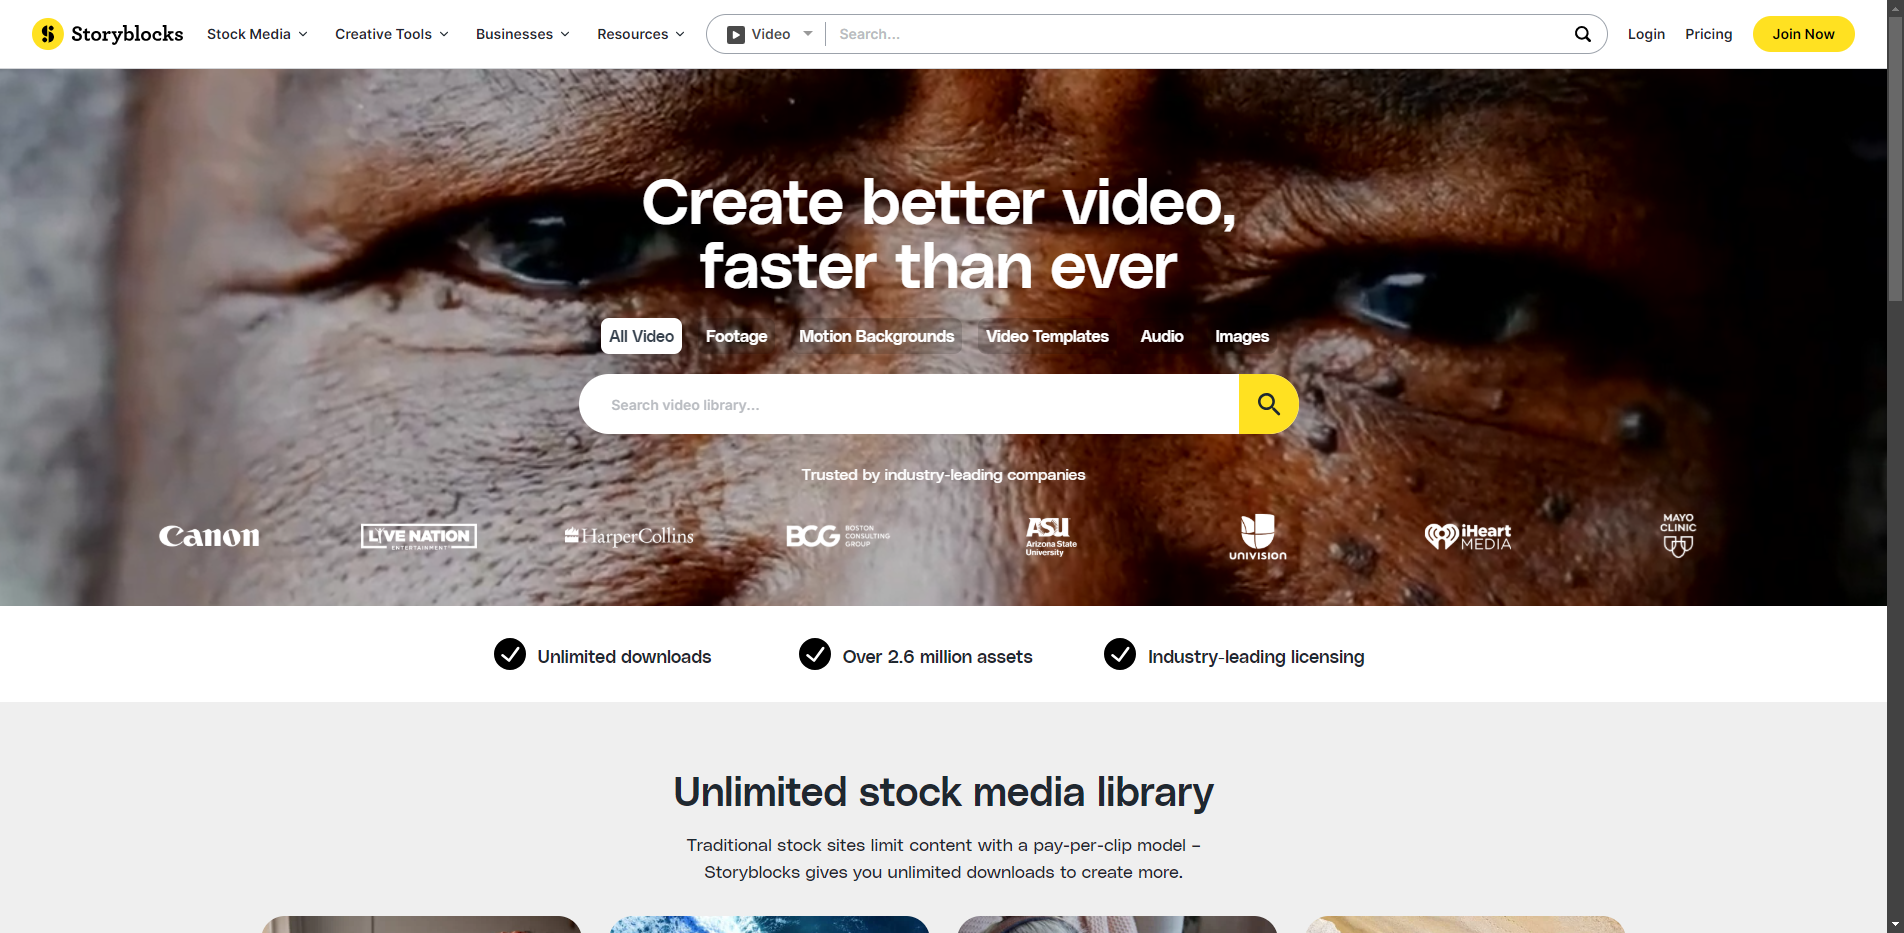 Storyblocks
Stock Media
Creative Tools
Businesses
Resources
Video
Search...
Login
Pricing
Join Now
Create better video,
faster than ever
All Video
Footage
Motion Backgrounds
Video Templates
Audio
Images
Search video library...
Trusted by industry-leading companies
Canon
LIVE NATION
ENTERTAINMENT
HarperCollins
BCG
BOSTON
CONSULTING
GROUP
ASU
Arizona State
University
UNIVISION
iHeart
MEDIA
MAYO
CLINIC
Unlimited downloads
Over 2.6 million assets
Industry-leading licensing
Unlimited stock media library
Traditional stock sites limit content with a pay-per-clip model –
Storyblocks gives you unlimited downloads to create more.